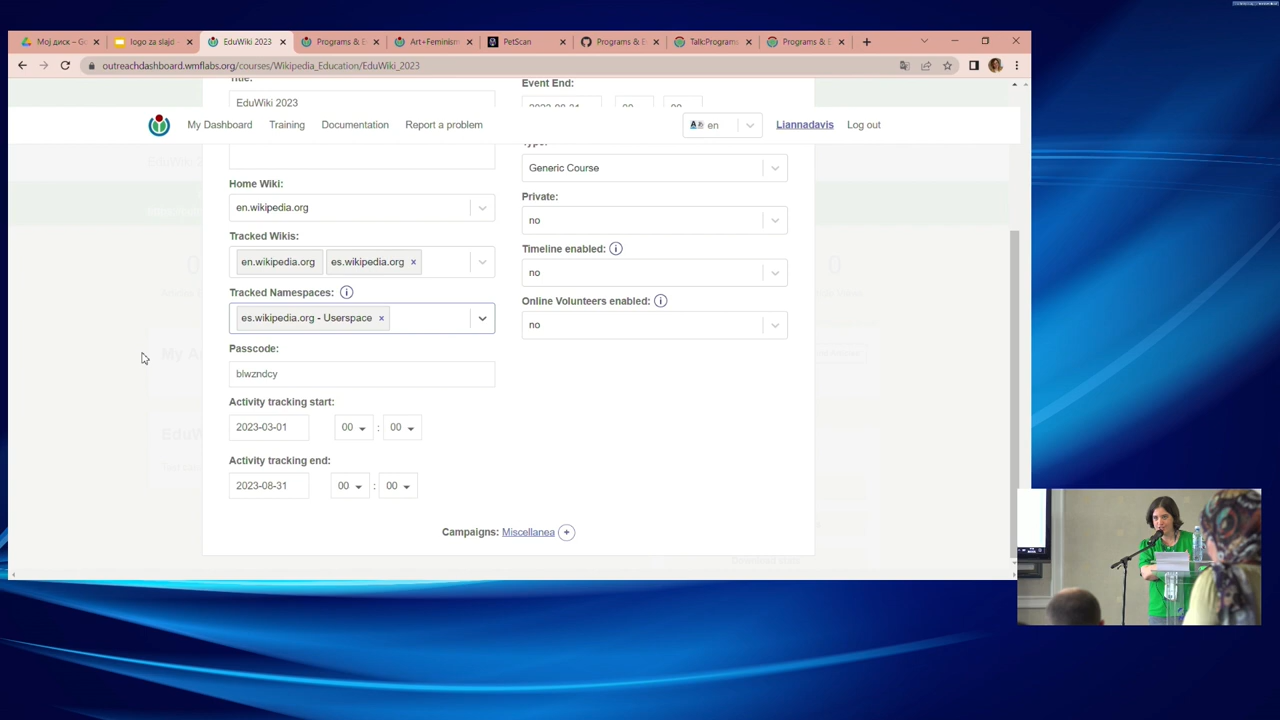 Мој диск – Go
logo za slajd -
EduWiki 2023
Programs & E
Art+Feminism
PetScan
Programs & E
Talk:Programs
Programs & E
outreachdashboard.wmflabs.org/courses/Wikipedia_Education/EduWiki_2023
Title:
EduWiki 2023
Event End:
My Dashboard
Training
Documentation
Report a problem
en
Liannadavis
Log out
Type:
Generic Course
Home Wiki:
en.wikipedia.org
Private:
no
Tracked Wikis:
en.wikipedia.org
es.wikipedia.org ×
Timeline enabled:
no
Tracked Namespaces:
es.wikipedia.org - Userspace ×
Online Volunteers enabled:
no
Passcode:
blwzndcy
Activity tracking start:
2023-03-01 00 : 00
Activity tracking end:
2023-08-31 00 : 00
Campaigns: Miscellanea +